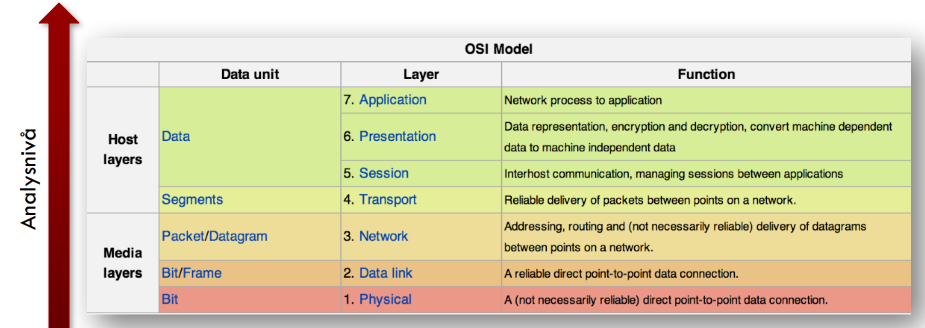 Analysnivå
OSI Model
Data unit Layer Function
Host layers
Data
7. Application Network process to application
6. Presentation Data representation, encryption and decryption, convert machine dependent
data to machine independent data
5. Session Interhost communication, managing sessions between applications
Segments 4. Transport Reliable delivery of packets between points on a network.
Media layers
Packet/Datagram 3. Network Addressing, routing and (not necessarily reliable) delivery of datagrams
between points on a network.
Bit/Frame 2. Data link A reliable direct point-to-point data connection.
Bit 1. Physical A (not necessarily reliable) direct point-to-point data connection.